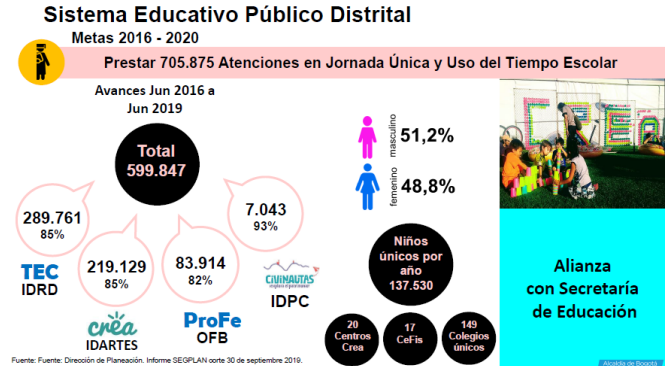 Sistema Educativo Público Distrital
Metas 2016 - 2020
Prestar 705.875 Atenciones en Jornada Única y Uso del Tiempo Escolar
Avances Jun 2016 a
Jun 2019
Total
599.847
289.761
85%
TEC
IDRD
219.129
85%
crea
IDARTES
83.914
82%
ProFe
OFB
7.043
93%
CIVINAUTAS
IDPC
masculino
51,2%
femenino
48,8%
Niños
únicos por
año
137.530
20
Centros
Crea
17
CeFis
149
Colegios
únicos
CREA
Alianza
con Secretaría
de Educación
Fuente: Fuente: Dirección de Planeación. Informe SEGPLAN corte 30 de septiembre 2019.
Alcaldía de Bogotá